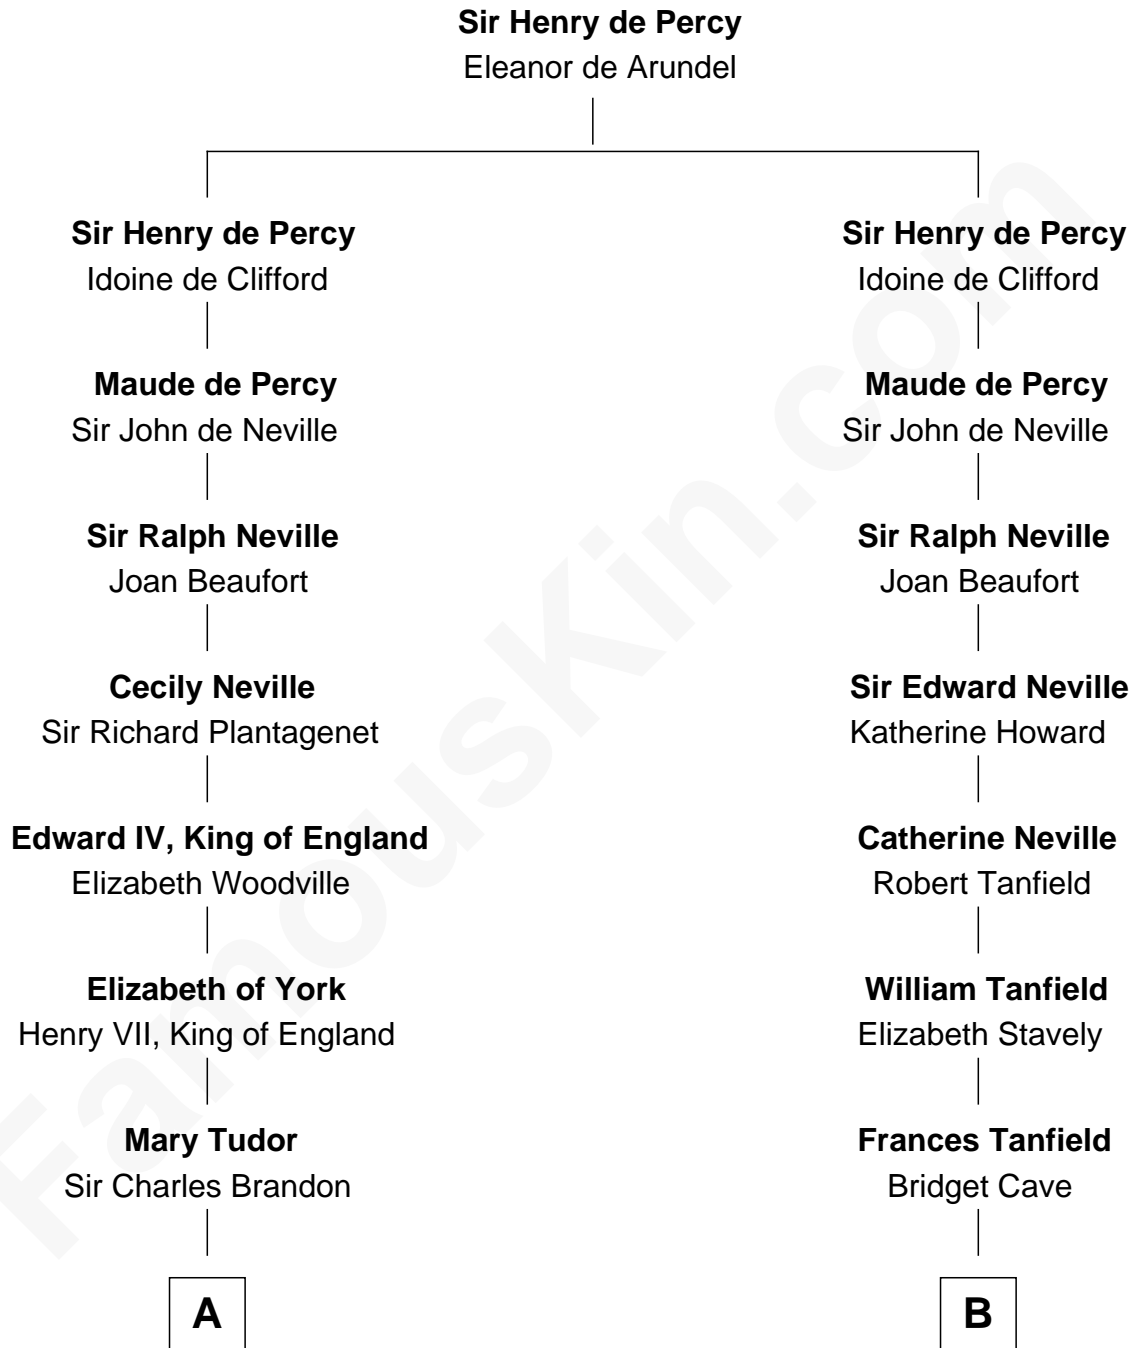 Sir Henry de Percy
Eleanor de Arundel
Sir Henry de Percy
Idoine de Clifford
Maude de Percy
Sir John de Neville
Sir Ralph Neville
Joan Beaufort
Cecily Neville
Sir Richard Plantagenet
Edward IV, King of England
Elizabeth Woodville
Elizabeth of York
Henry VII, King of England
Mary Tudor
Sir Charles Brandon
A
Sir Henry de Percy
Idoine de Clifford
Maude de Percy
Sir John de Neville
Sir Ralph Neville
Joan Beaufort
Sir Edward Neville
Katherine Howard
Catherine Neville
Robert Tanfield
William Tanfield
Elizabeth Stavely
Frances Tanfield
Bridget Cave
B
FamousKin.com